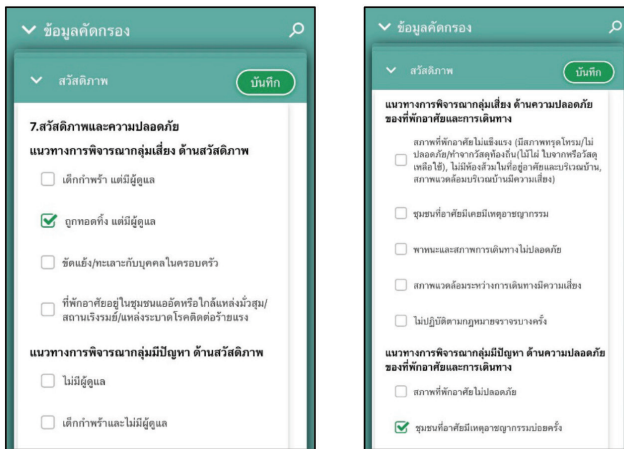 ข้อมูลคัดกรอง
สวัสดิภาพ
บันทึก
7.สวัสดิภาพและความปลอดภัย
แนวทางการพิจารณากลุ่มเสี่ยง ด้านสวัสดิภาพ
เด็กกำพร้า แต่มีผู้ดูแล
ถูกทอดทิ้ง แต่มีผู้ดูแล
ขัดแย้ง/ทะเลาะกับบุคคลในครอบครัว
ที่พักอาศัยอยู่ในชุมชนแออัดหรือใกล้แหล่งมั่วสุม/
สถานเริงรมย์/แหล่งระบาดโรคติดต่อร้ายแรง
แนวทางการพิจารณากลุ่มมีปัญหา ด้านสวัสดิภาพ
ไม่มีผู้ดูแล
เด็กกำพร้าและไม่มีผู้ดูแล
ข้อมูลคัดกรอง
สวัสดิภาพ
บันทึก
แนวทางการพิจารณากลุ่มเสี่ยง ด้านความปลอดภัย
ของที่พักอาศัยและการเดินทาง
สภาพที่พักอาศัยไม่แข็งแรง (มีสภาพทรุดโทรม/ไม่
ปลอดภัย/ทำจากวัสดุท้องถิ่น(ไม้ไผ่ ใบจากหรือวัสดุ
เหลือใช้), ไม่มีห้องส้วมในที่อยู่อาศัยและบริเวณบ้าน,
สภาพแวดล้อมบริเวณบ้านมีความเสี่ยง)
ชุมชนที่อาศัยมีเคยมีเหตุอาชญากรรม
พาหนะและสภาพการเดินทางไม่ปลอดภัย
สภาพแวดล้อมระหว่างการเดินทางมีความเสี่ยง
ไม่ปฏิบัติตามกฎหมายจราจรบางครั้ง
แนวทางการพิจารณากลุ่มมีปัญหา ด้านความปลอดภัย
ของที่พักอาศัยและการเดินทาง
สภาพที่พักอาศัยไม่ปลอดภัย
ชุมชนที่อาศัยมีเหตุอาชญากรรมบ่อยครั้ง